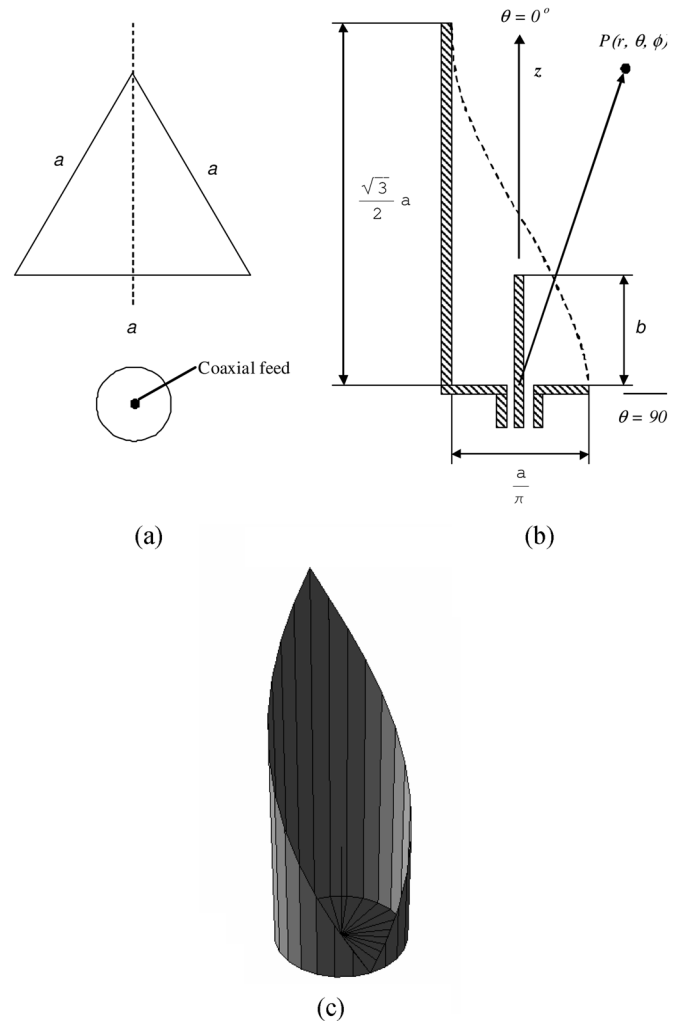 a
a
a
Coaxial feed
(a)
θ = 0°
z
P(r, θ, ϕ)
√3/2 a
b
θ = 90
a/π
(b)
(c)